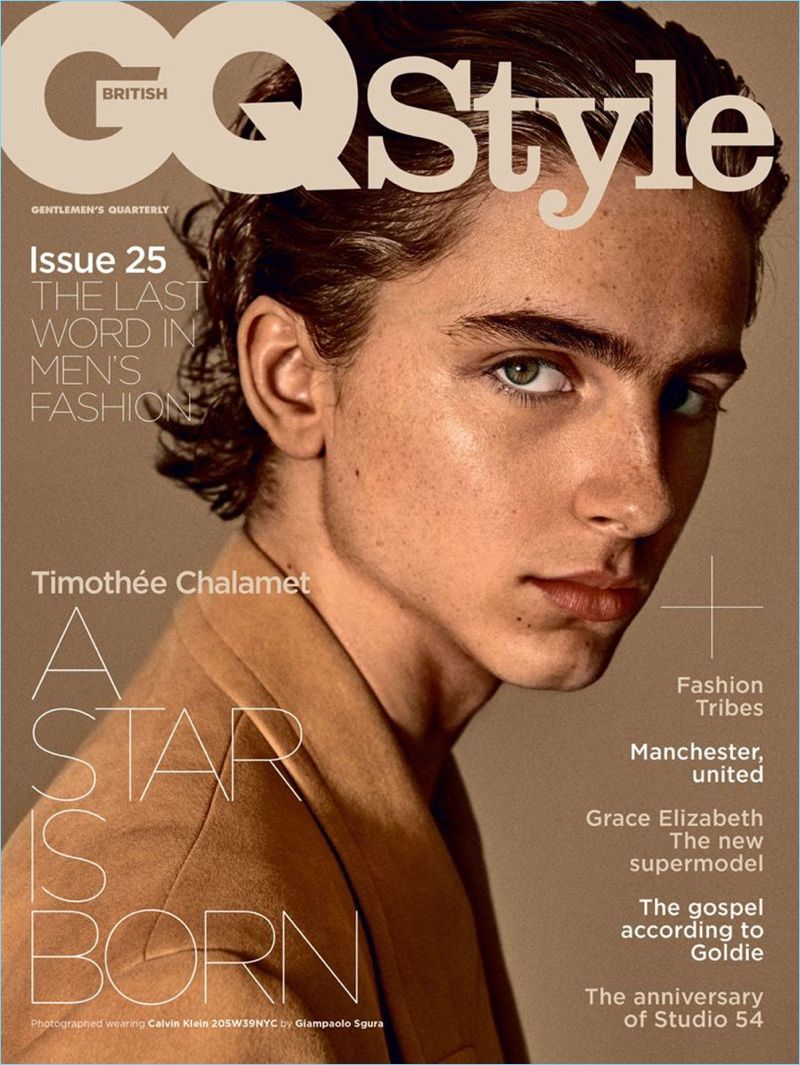 GQ Style
BRITISH
GENTLEMEN'S QUARTERLY
Issue 25
THE LAST
WORD IN
MEN'S
FASHION
Timothée Chalamet
A
STAR
IS
BORN
Photographed wearing Calvin Klein 205W39NYC by Giampaolo Sgura
+
Fashion
Tribes
Manchester,
united
Grace Elizabeth
The new
supermodel
The gospel
according to
Goldie
The anniversary
of Studio 54